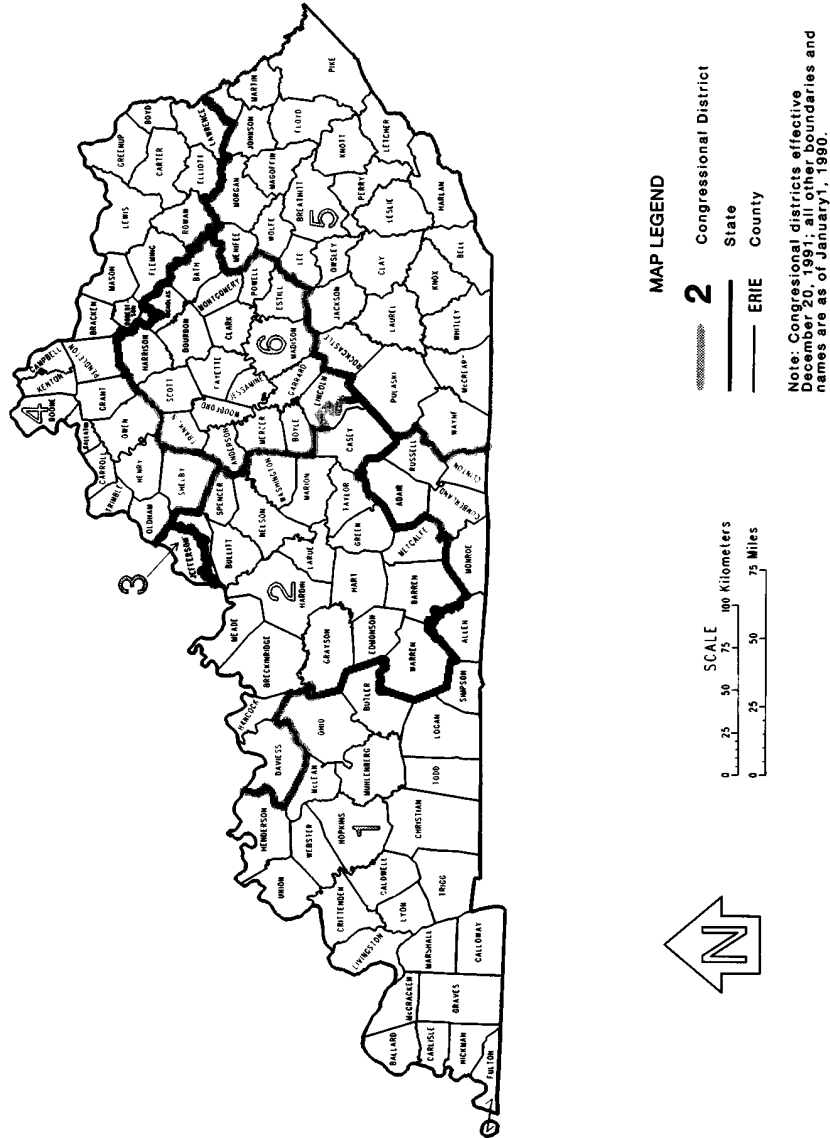 CAMPBELL
KENTON
BOONE
4
PENDLETON
GRANT
BRACKEN
MASON
LEWIS
GREENUP
BOYD
CARTER
LAWRENCE
ELLIOTT
ROWAN
FLEMING
NICHOLAS
HARRISON
OWEN
CARROLL
TRIMBLE
HENRY
OLDHAM
SHELBY
3
JEFFERSON
SCOTT
BOURBON
BATH
MONTGOMERY
MENIFEE
MORGAN
JOHNSON
MARTIN
PIKE
FLOYD
MAGOFFIN
WOLFE
POWELL
CLARK
FAYETTE
WOODFORD
JESSAMINE
6
ESTILL
MADISON
LEE
BREATHITT
5
KNOTT
LETCHER
PERRY
LESLIE
HARLAN
OWSLEY
CLAY
JACKSON
LAUREL
KNOX
BELL
WHITLEY
ROCKCASTLE
GARRARD
LINCOLN
BOYLE
MERCER
ANDERSON
SPENCER
BULLITT
NELSON
WASHINGTON
MARION
CASEY
PULASKI
McCREARY
WAYNE
RUSSELL
CLINTON
CUMBERLAND
ADAIR
TAYLOR
GREEN
LARUE
2
HARDIN
HART
METCALFE
MONROE
BARREN
ALLEN
MEADE
BRECKINRIDGE
GRAYSON
EDMONSON
WARREN
SIMPSON
BUTLER
LOGAN
HANCOCK
DAVIESS
OHIO
McLEAN
MUHLENBERG
TODD
HENDERSON
WEBSTER
HOPKINS
1
CHRISTIAN
UNION
CRITTENDEN
CALDWELL
LYON
TRIGG
LIVINGSTON
MARSHALL
CALLOWAY
McCRACKEN
GRAVES
BALLARD
CARLISLE
HICKMAN
FULTON
MAP LEGEND
2 Congressional District
State
ERIE County
Note: Congresional districts effective
December 20, 1991; all other boundaries and
names are as of January1, 1990.
SCALE
0 25 50 75 100 Kilometers
0 25 50 75 Miles
N